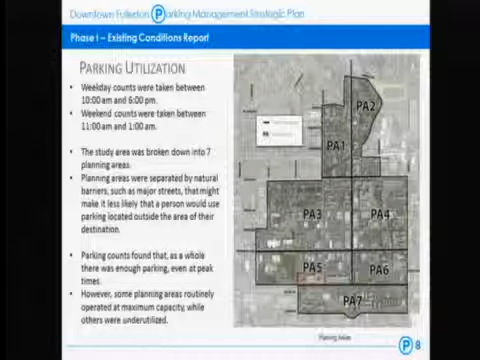 Downtown Fullerton Parking Management Strategic Plan
Phase I – Existing Conditions Report
PARKING UTILIZATION
• Weekday counts were taken between
10:00am and 6:00 pm.
• Weekend counts were taken between
11:00am and 1:00am.
• The study area was broken down into 7
planning areas.
• Planning areas were separated by natural
barriers, such as major streets, that might
make it less likely that a person would use
parking located outside the area of their
destination.
• Parking counts found that, as a whole
there was enough parking, even at peak
times.
• However, some planning areas routinely
operated at maximum capacity, while
others were underutilized.
PA2
PA1
PA3
PA4
PA5
PA6
PA7
Planning Areas
P 8